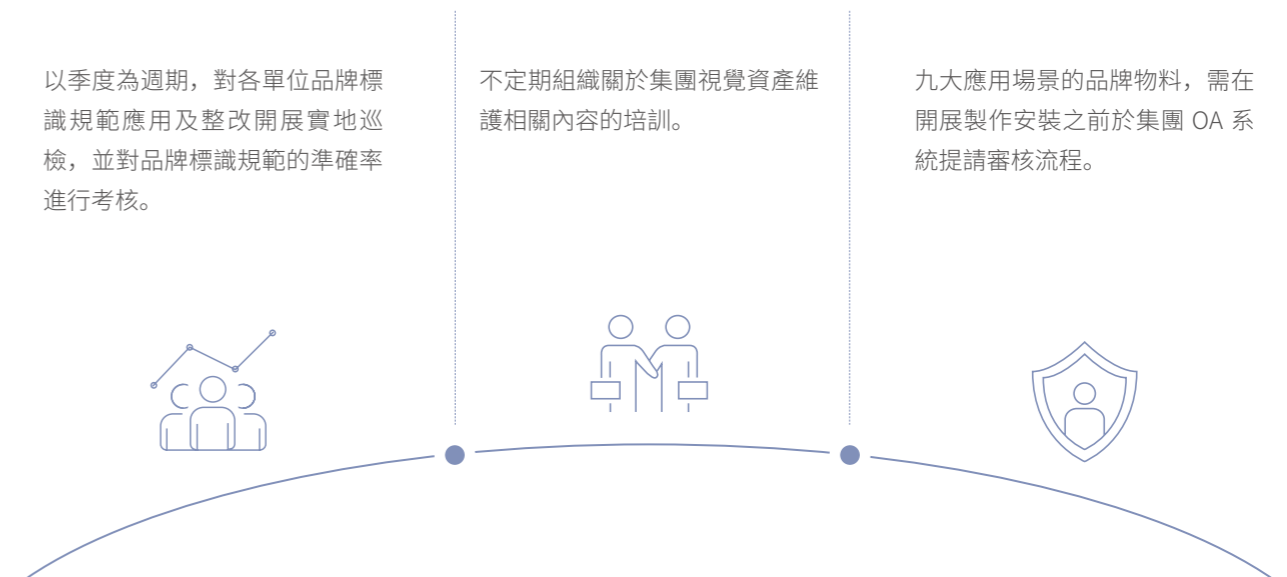 以季度為週期，對各單位品牌標
識規範應用及整改開展實地巡
檢，並對品牌標識規範的準確率
進行考核。
不定期組織關於集團視覺資產維
護相關內容的培訓。
九大應用場景的品牌物料，需在
開展製作安裝之前於集團 OA 系
統提請審核流程。